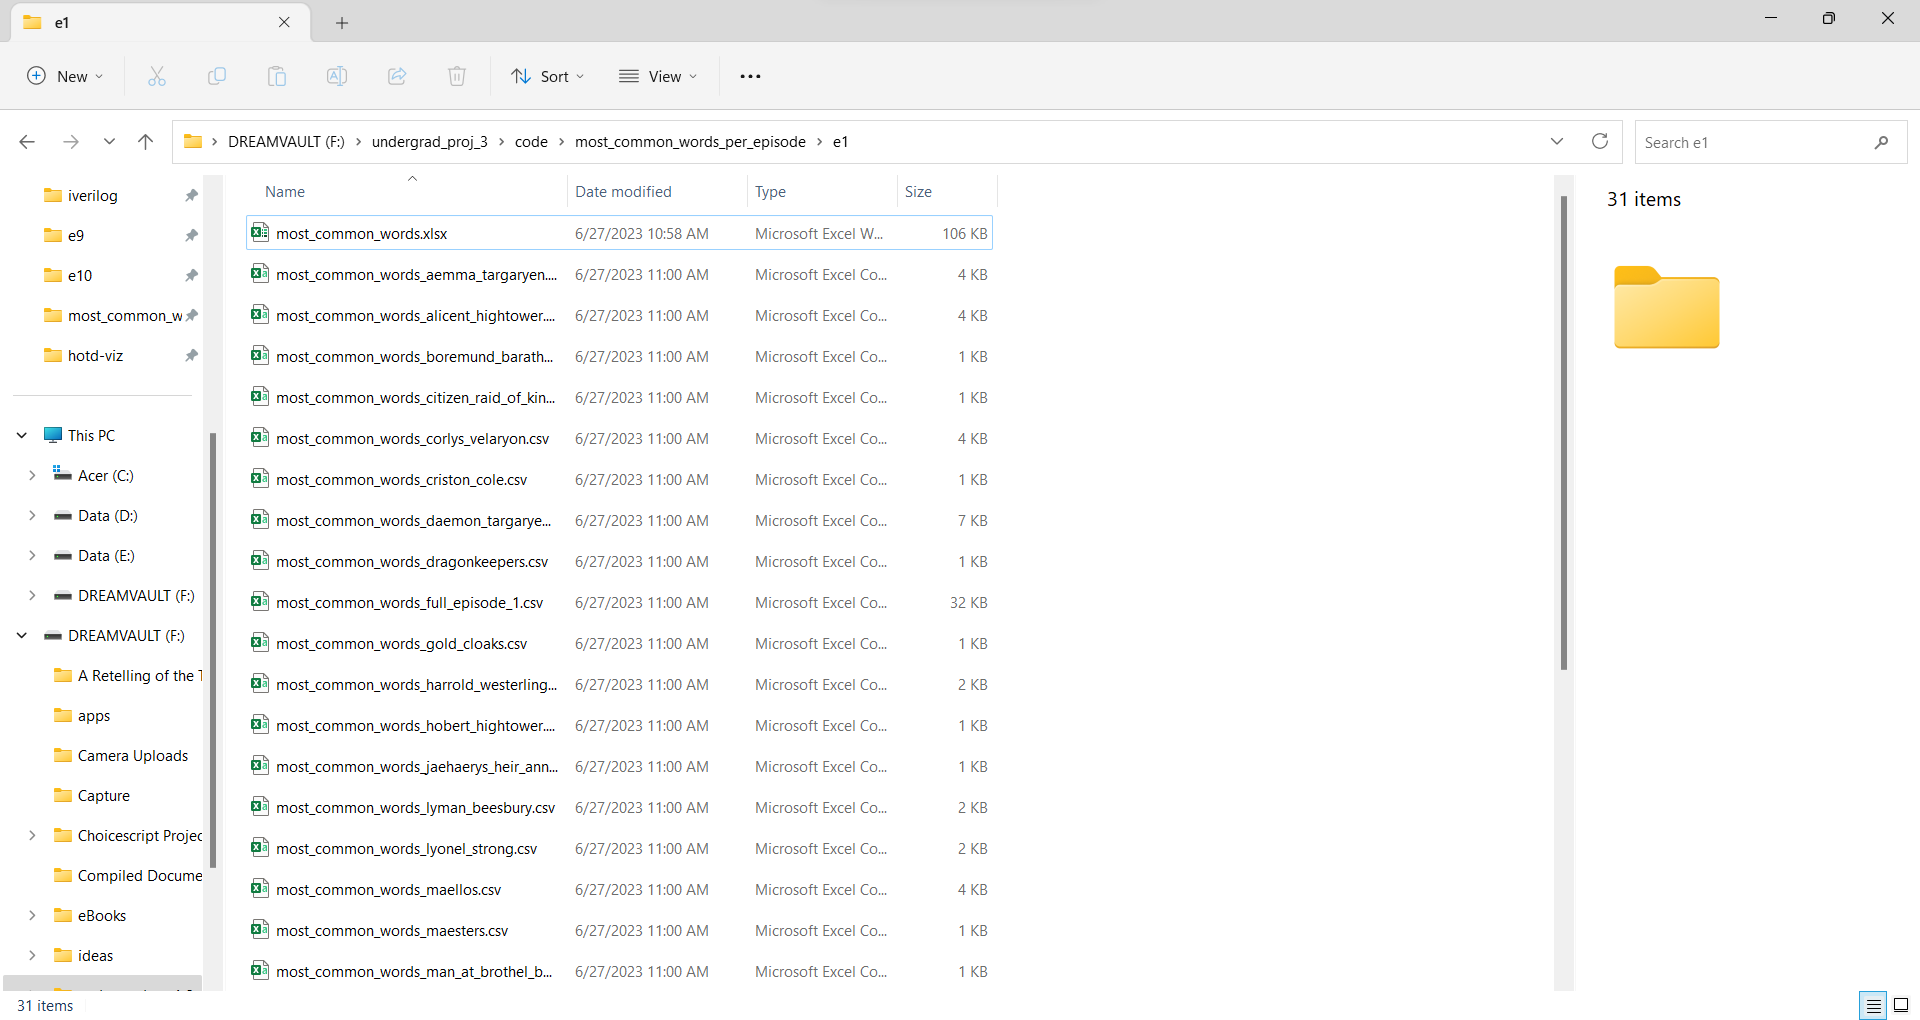 e1
New
Sort
View
DREAMVAULT (F:) > undergrad_proj_3 > code > most_common_words_per_episode > e1
Search e1
iverilog
e9
e10
most_common_w
hotd-viz
This PC
Acer (C:)
Data (D:)
Data (E:)
DREAMVAULT (F:)
DREAMVAULT (F:)
A Retelling of the T
apps
Camera Uploads
Capture
Choicescript Projec
Compiled Docume
eBooks
ideas
Name Date modified Type Size
most_common_words.xlsx 6/27/2023 10:58 AM Microsoft Excel W... 106 KB
most_common_words_aemma_targaryen.... 6/27/2023 11:00 AM Microsoft Excel Co... 4 KB
most_common_words_alicent_hightower.... 6/27/2023 11:00 AM Microsoft Excel Co... 4 KB
most_common_words_boremund_barath... 6/27/2023 11:00 AM Microsoft Excel Co... 1 KB
most_common_words_citizen_raid_of_kin... 6/27/2023 11:00 AM Microsoft Excel Co... 1 KB
most_common_words_corlys_velaryon.csv 6/27/2023 11:00 AM Microsoft Excel Co... 4 KB
most_common_words_criston_cole.csv 6/27/2023 11:00 AM Microsoft Excel Co... 1 KB
most_common_words_daemon_targarye... 6/27/2023 11:00 AM Microsoft Excel Co... 7 KB
most_common_words_dragonkeepers.csv 6/27/2023 11:00 AM Microsoft Excel Co... 1 KB
most_common_words_full_episode_1.csv 6/27/2023 11:00 AM Microsoft Excel Co... 32 KB
most_common_words_gold_cloaks.csv 6/27/2023 11:00 AM Microsoft Excel Co... 1 KB
most_common_words_harrold_westerling... 6/27/2023 11:00 AM Microsoft Excel Co... 2 KB
most_common_words_hobert_hightower.... 6/27/2023 11:00 AM Microsoft Excel Co... 1 KB
most_common_words_jaehaerys_heir_ann... 6/27/2023 11:00 AM Microsoft Excel Co... 1 KB
most_common_words_lyman_beesbury.csv 6/27/2023 11:00 AM Microsoft Excel Co... 2 KB
most_common_words_lyonel_strong.csv 6/27/2023 11:00 AM Microsoft Excel Co... 2 KB
most_common_words_maellos.csv 6/27/2023 11:00 AM Microsoft Excel Co... 4 KB
most_common_words_maesters.csv 6/27/2023 11:00 AM Microsoft Excel Co... 1 KB
most_common_words_man_at_brothel_b... 6/27/2023 11:00 AM Microsoft Excel Co... 1 KB
31 items
31 items